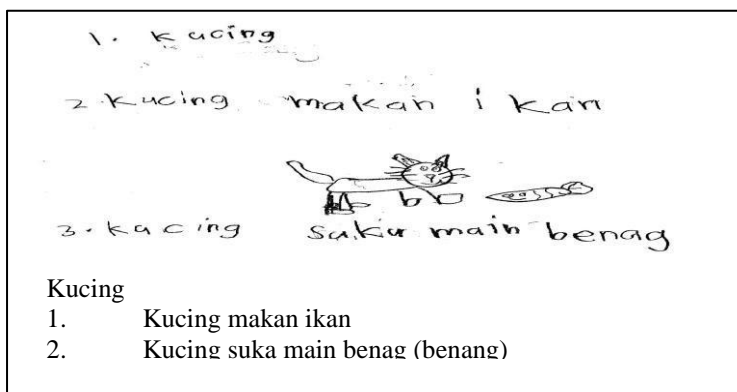 1. Kucing
2. Kucing makan ikan
3. kacing suka main benag
Kucing
1. Kucing makan ikan
2. Kucing suka main benag (benang)